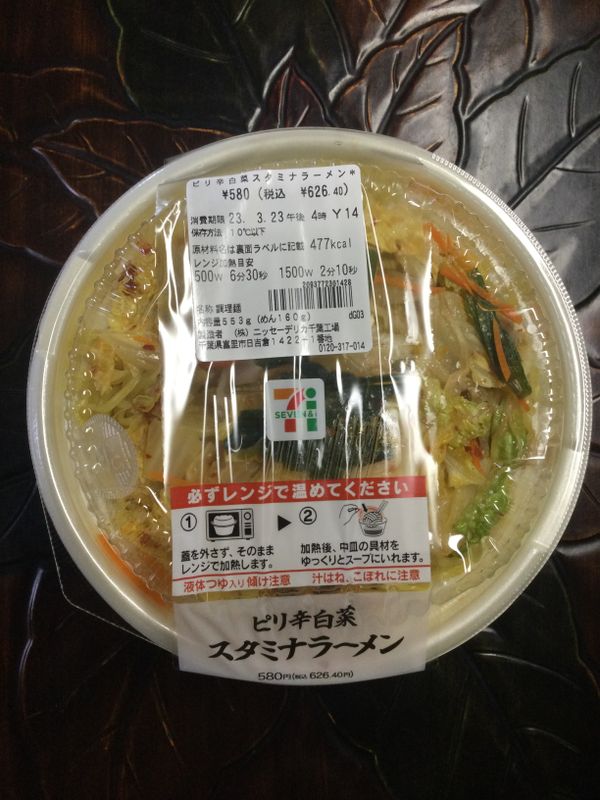 ピリ辛白菜スタミナラーメン*
¥580 (税込 ¥626.40)
消費期限 23. 3.23 午後 4時 Y14
保存方法 10℃以下
原材料名は裏面ラベルに記載 477kcal
レンジ加熱目安
500W 6分30秒 1500W 2分10秒
2093772301428
名称 調理麺
内容量553g(めん160g) dG03
製造者 (株)ニッセーデリカ千葉工場
千葉県富里市日吉倉1422-1番地
0120-317-014
SEVEN&i
必ずレンジで温めてください
① ▶ ②
蓋を外さず、そのまま
レンジで加熱します。
加熱後、中皿の具材を
ゆっくりとスープにいれます。
液体つゆ入り傾け注意
汁はね、こぼれに注意
ピリ辛白菜
スタミナラーメン
580円(税込626.40円)